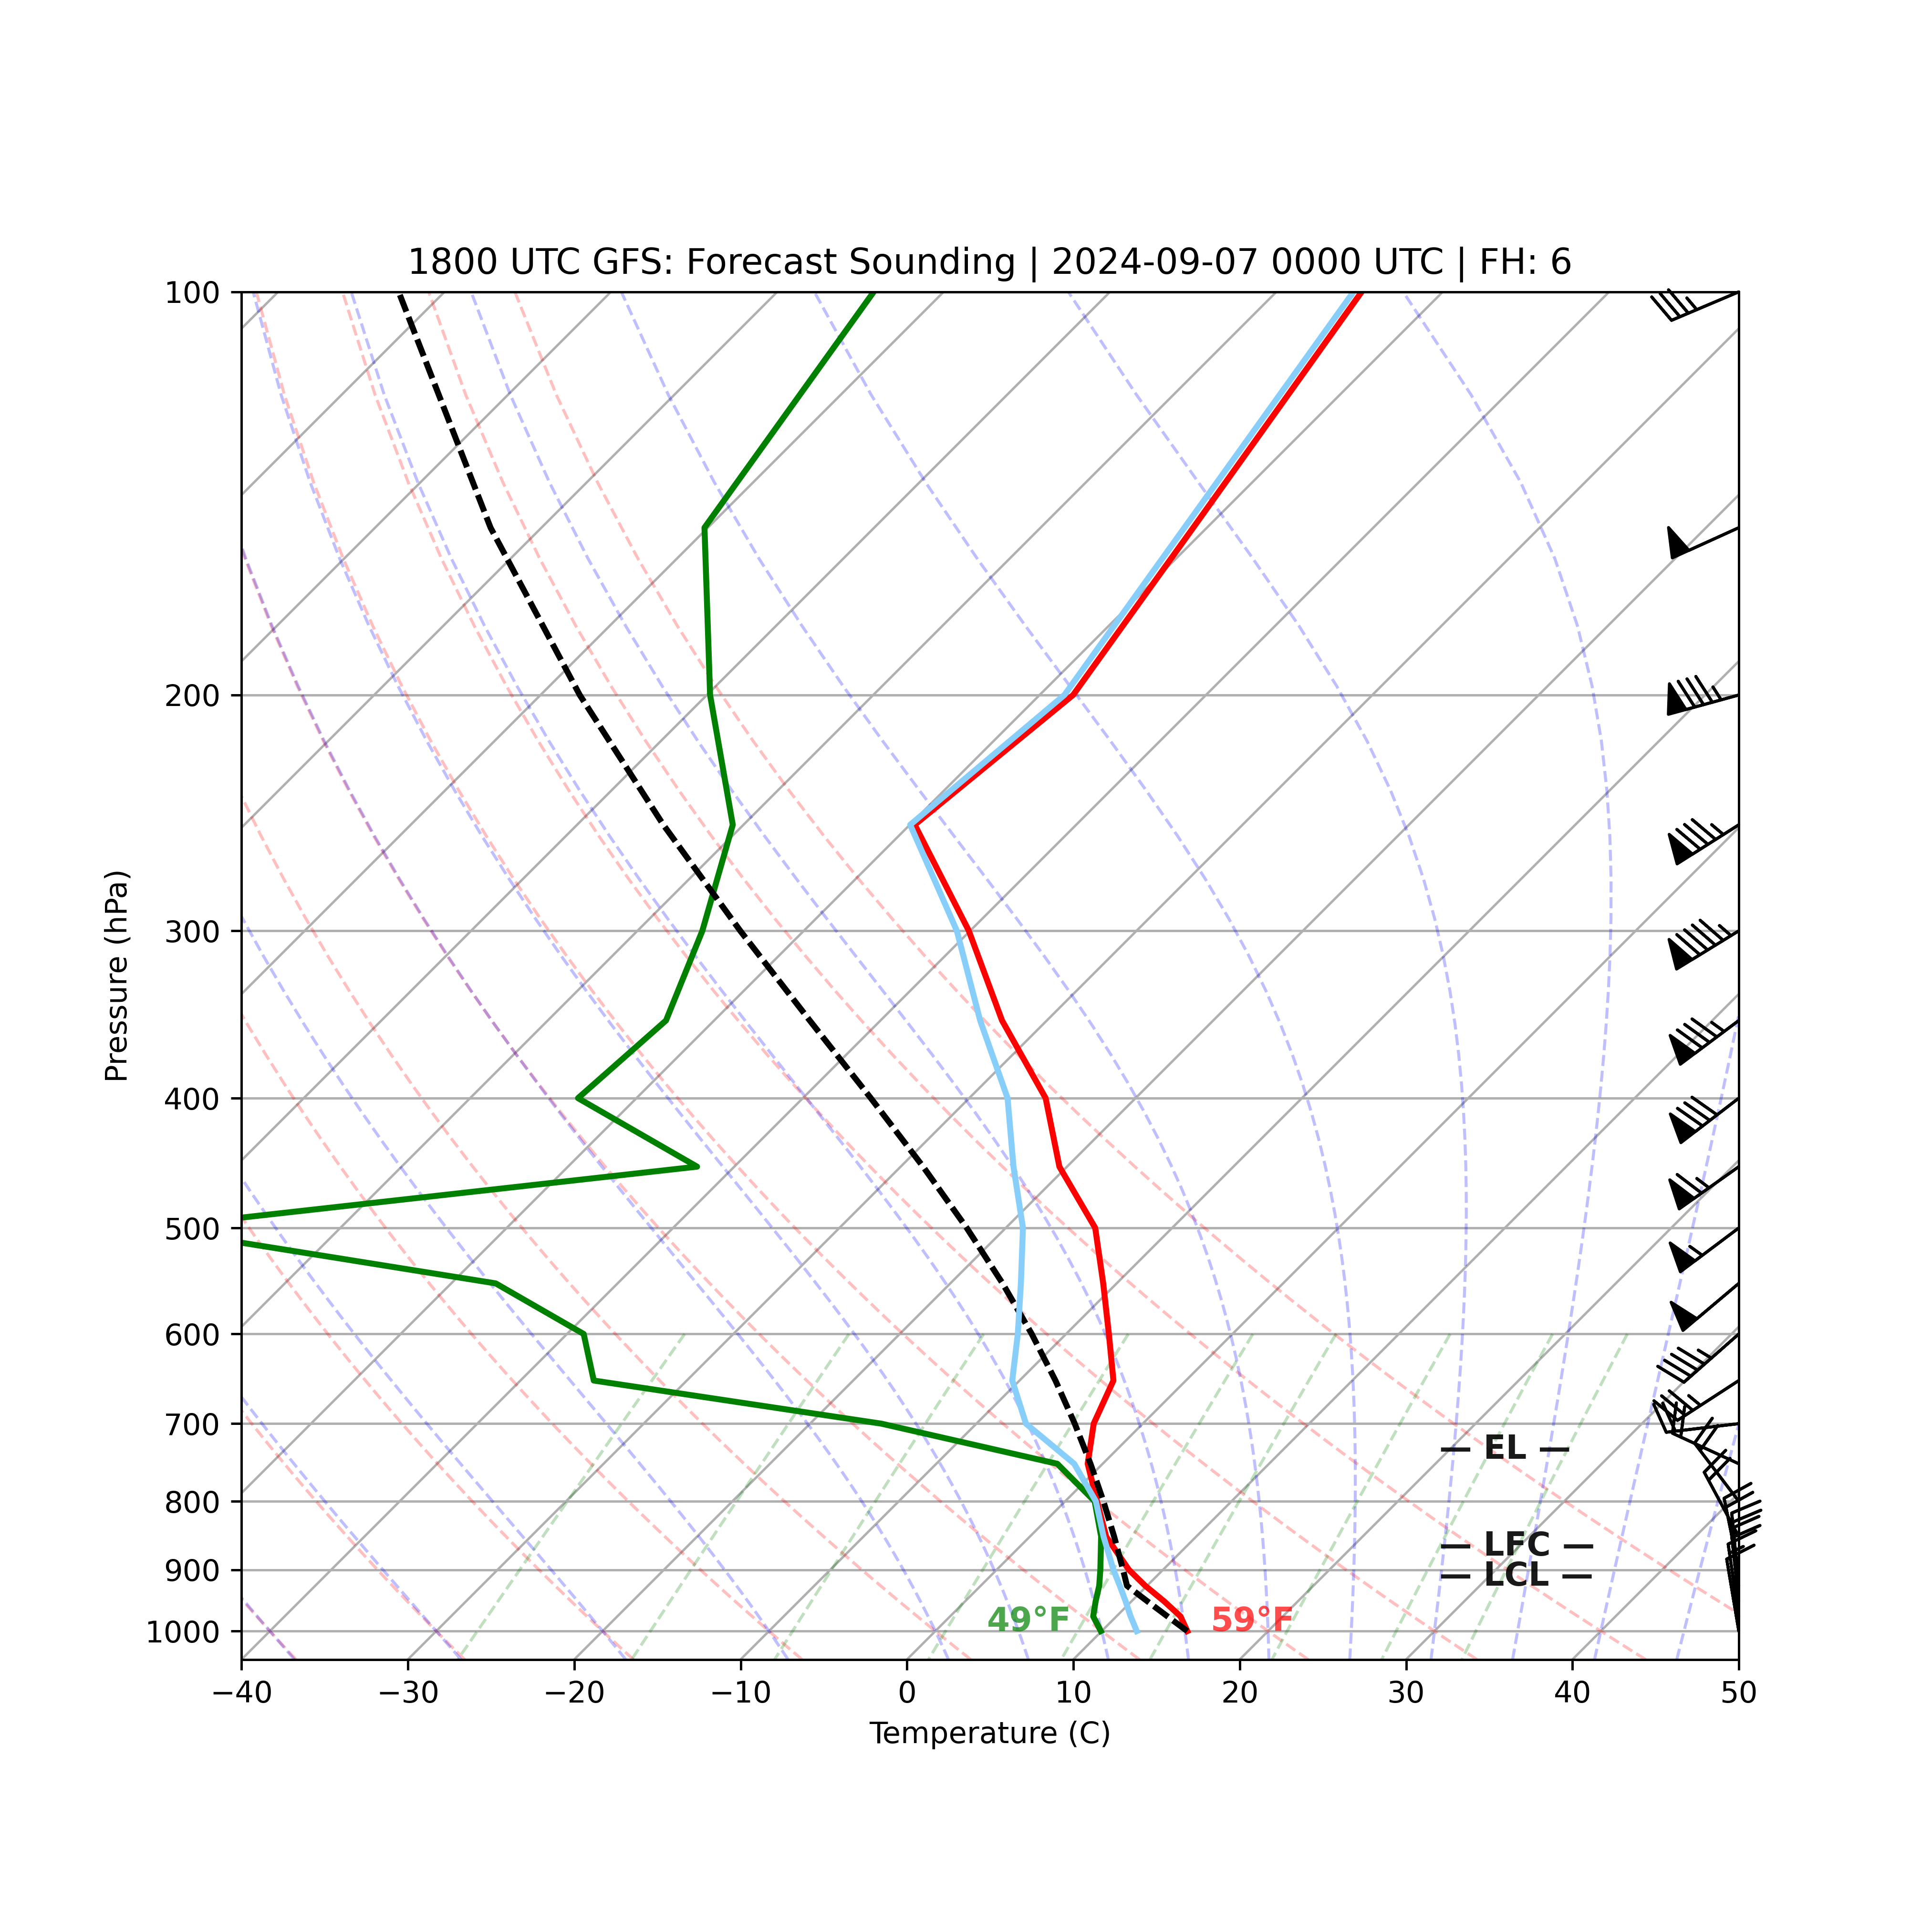 1800 UTC GFS: Forecast Sounding | 2024-09-07 0000 UTC | FH: 6
100
200
300
400
500
600
700
800
900
1000
Pressure (hPa)
— EL —
— LFC —
— LCL —
49°F
59°F
−40 −30 −20 −10 0 10 20 30 40 50
Temperature (C)